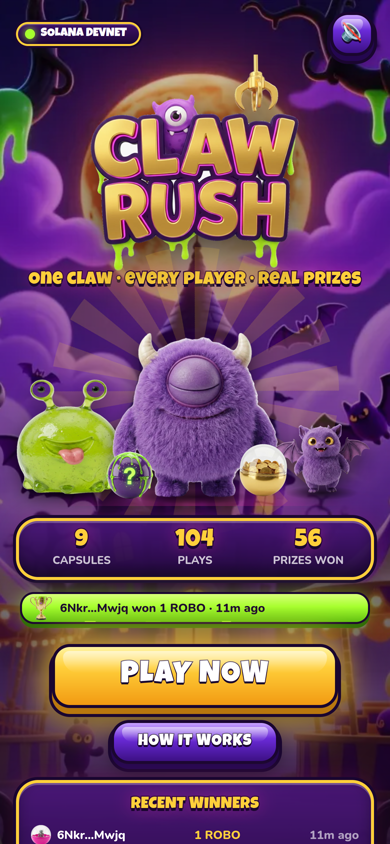 SOLANA DEVNET
CLAW
RUSH
one CLAW · every PLAYER · REAL PRIZES
?
9
104
56
CAPSULES
PLAYS
PRIZES WON
6Nkr...Mwjq won 1 ROBO · 11m ago
PLAY NOW
HOW IT WORKS
RECENT WINNERS
6Nkr...Mwjq 1 ROBO 11m ago